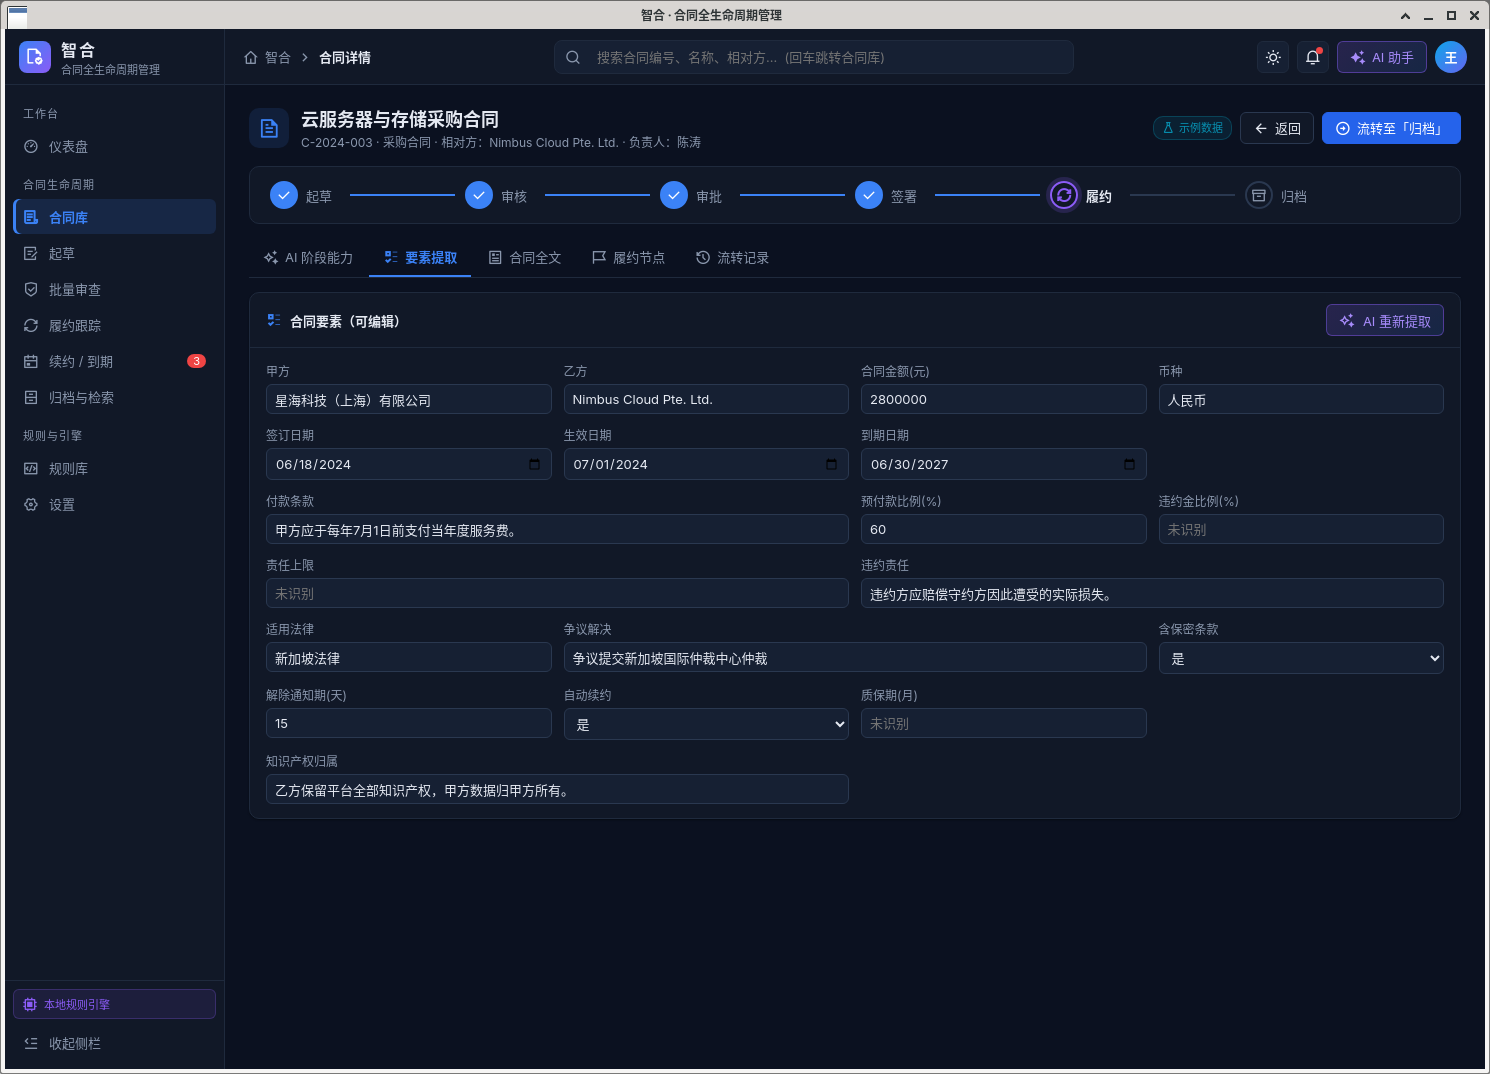 智合 · 合同全生命周期管理
智合
合同全生命周期管理
智合
合同详情
搜索合同编号、名称、相对方... (回车跳转合同库)
AI 助手
王
工作台
仪表盘
合同生命周期
合同库
起草
批量审查
履约跟踪
续约 / 到期
3
归档与检索
规则与引擎
规则库
设置
本地规则引擎
收起侧栏
云服务器与存储采购合同
C-2024-003 · 采购合同 · 相对方：Nimbus Cloud Pte. Ltd. · 负责人：陈涛
示例数据
返回
流转至「归档」
起草
审核
审批
签署
履约
归档
AI 阶段能力
要素提取
合同全文
履约节点
流转记录
合同要素（可编辑）
AI 重新提取
甲方
乙方
合同金额(元)
币种
星海科技（上海）有限公司
Nimbus Cloud Pte. Ltd.
2800000
人民币
签订日期
生效日期
到期日期
06/18/2024
07/01/2024
06/30/2027
付款条款
预付款比例(%)
违约金比例(%)
甲方应于每年7月1日前支付当年度服务费。
60
未识别
责任上限
违约责任
未识别
违约方应赔偿守约方因此遭受的实际损失。
适用法律
争议解决
含保密条款
新加坡法律
争议提交新加坡国际仲裁中心仲裁
是
解除通知期(天)
自动续约
质保期(月)
15
是
未识别
知识产权归属
乙方保留平台全部知识产权，甲方数据归甲方所有。